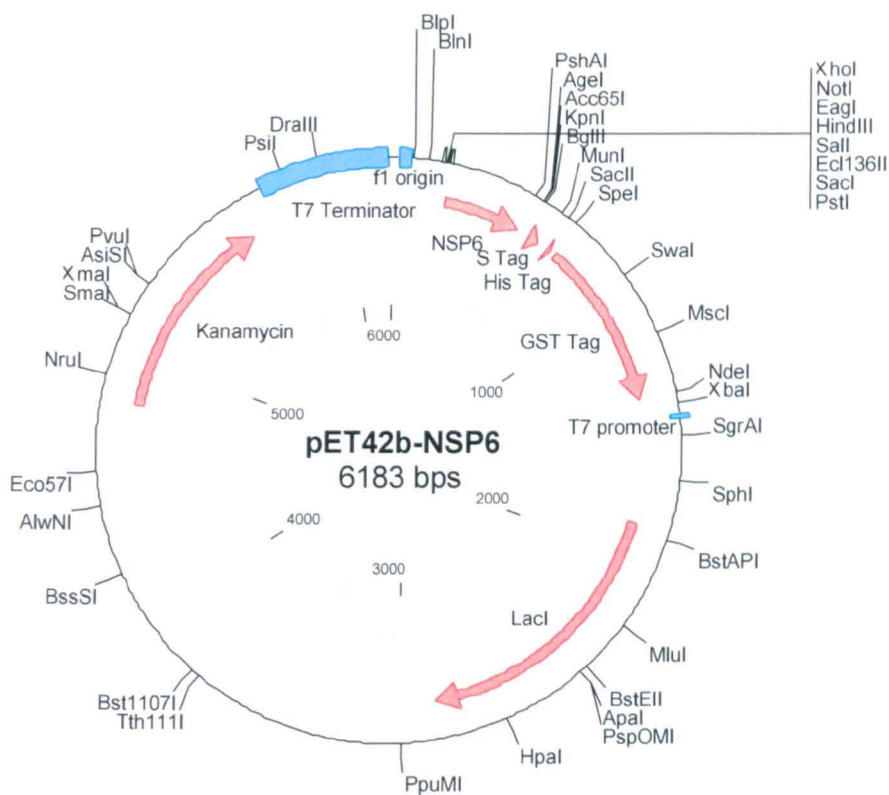 BlpI
BlnI
PshAI
AgeI
Acc65I
KpnI
BglII
MunI
SacII
SpeI
XhoI
NotI
EagI
HindIII
SalI
Ecl136II
SacI
PstI
DraIII
PsiI
f1 origin
T7 Terminator
NSP6
S Tag
His Tag
PvuI
AsiSI
XmaI
SmaI
SwaI
MscI
Kanamycin
6000
GST Tag
NruI
NdeI
XbaI
1000
5000
T7 promoter
SgrAI
pET42b-NSP6
6183 bps
Eco57I
SphI
AlwNI
2000
4000
BstAPI
3000
BssSI
LacI
MluI
Bst1107I
Tth111I
BstEII
ApaI
PspOMI
HpaI
PpuMI